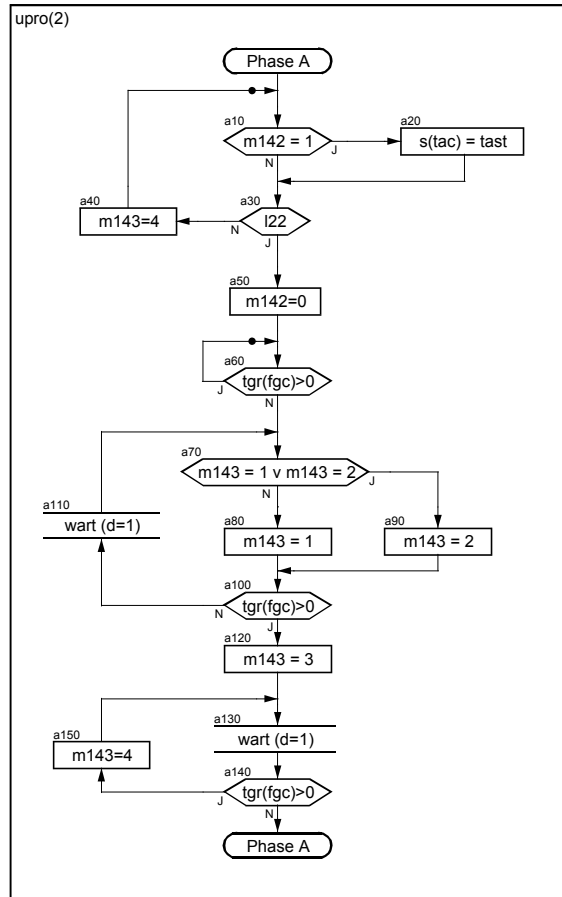 upro(2)
Phase A
a10
m142 = 1
J
N
a20
s(tac) = tast
a30
l22
N
J
a40
m143=4
a50
m142=0
a60
tgr(fgc)>0
J
N
a70
m143 = 1 v m143 = 2
J
N
a110
wart (d=1)
a80
m143 = 1
a90
m143 = 2
a100
tgr(fgc)>0
N
J
a120
m143 = 3
a130
wart (d=1)
a150
m143=4
a140
tgr(fgc)>0
J
N
Phase A